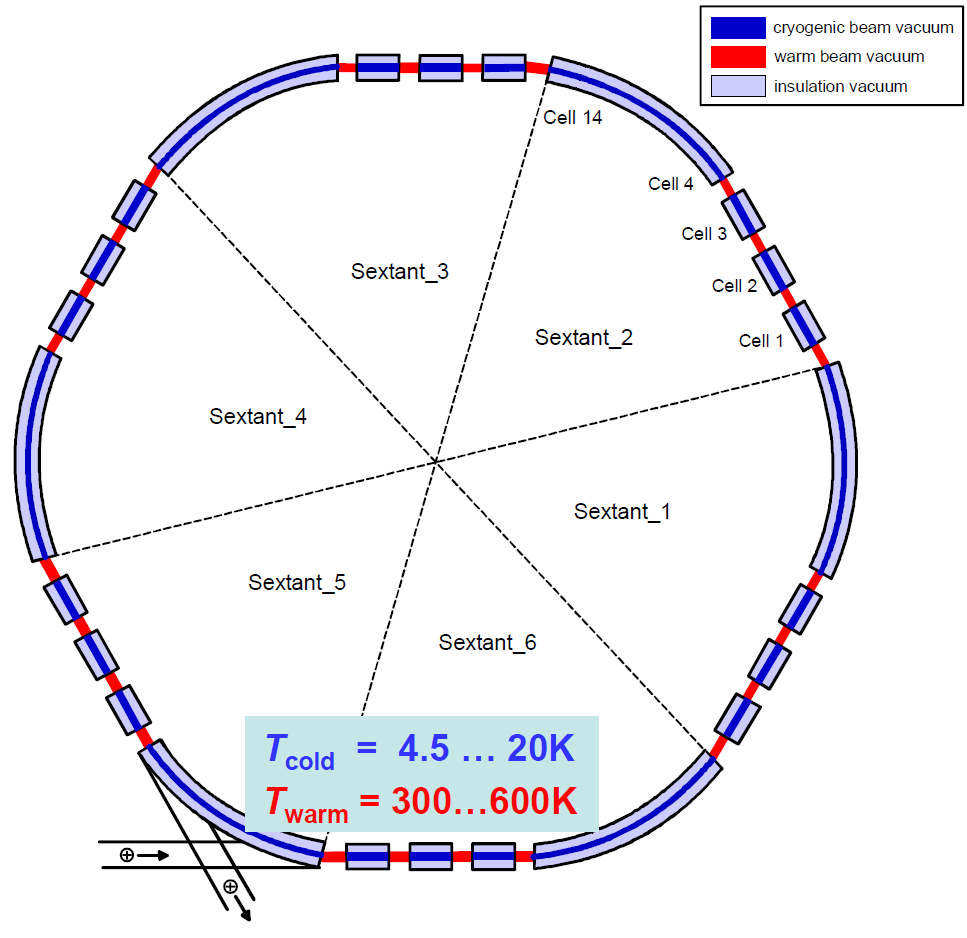 cryogenic beam vacuum
warm beam vacuum
insulation vacuum
Cell 14
Cell 4
Cell 3
Cell 2
Cell 1
Sextant_3
Sextant_2
Sextant_4
Sextant_1
Sextant_5
Sextant_6
Tcold = 4.5 … 20K
Twarm = 300…600K
⊕
⊕